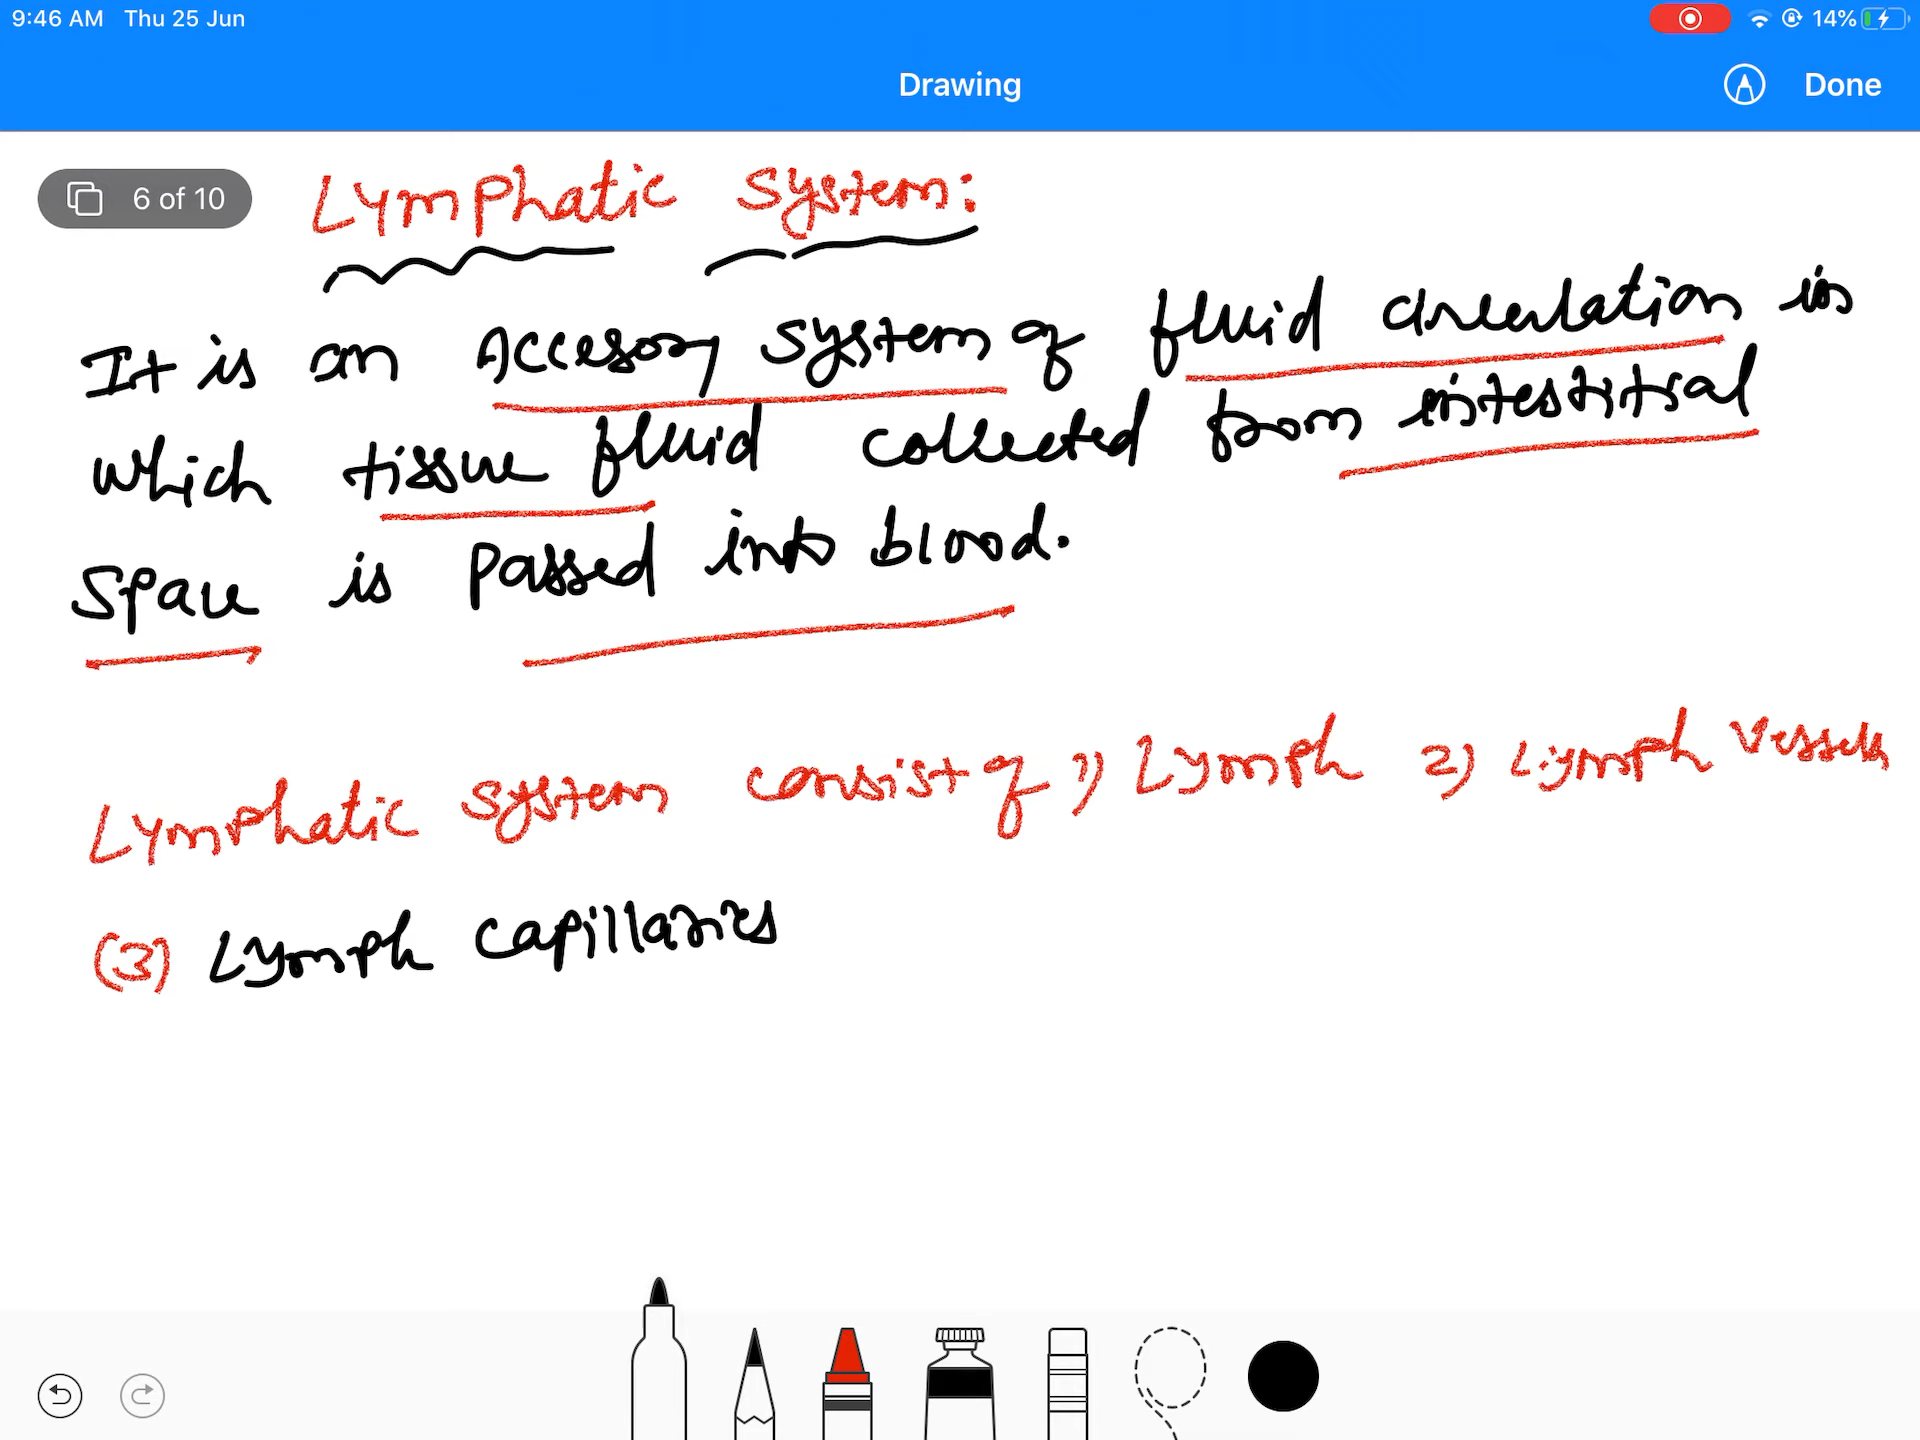 9:46 AM Thu 25 Jun 14%
Drawing Done
6 of 10
Lymphatic System:
It is an Accesory system of fluid circulation in
which tissue fluid collected from intestitial
space is passed into blood.
Lymphatic system consist of 1) Lymph 2) Lymph vessels
(3) Lymph capillaries